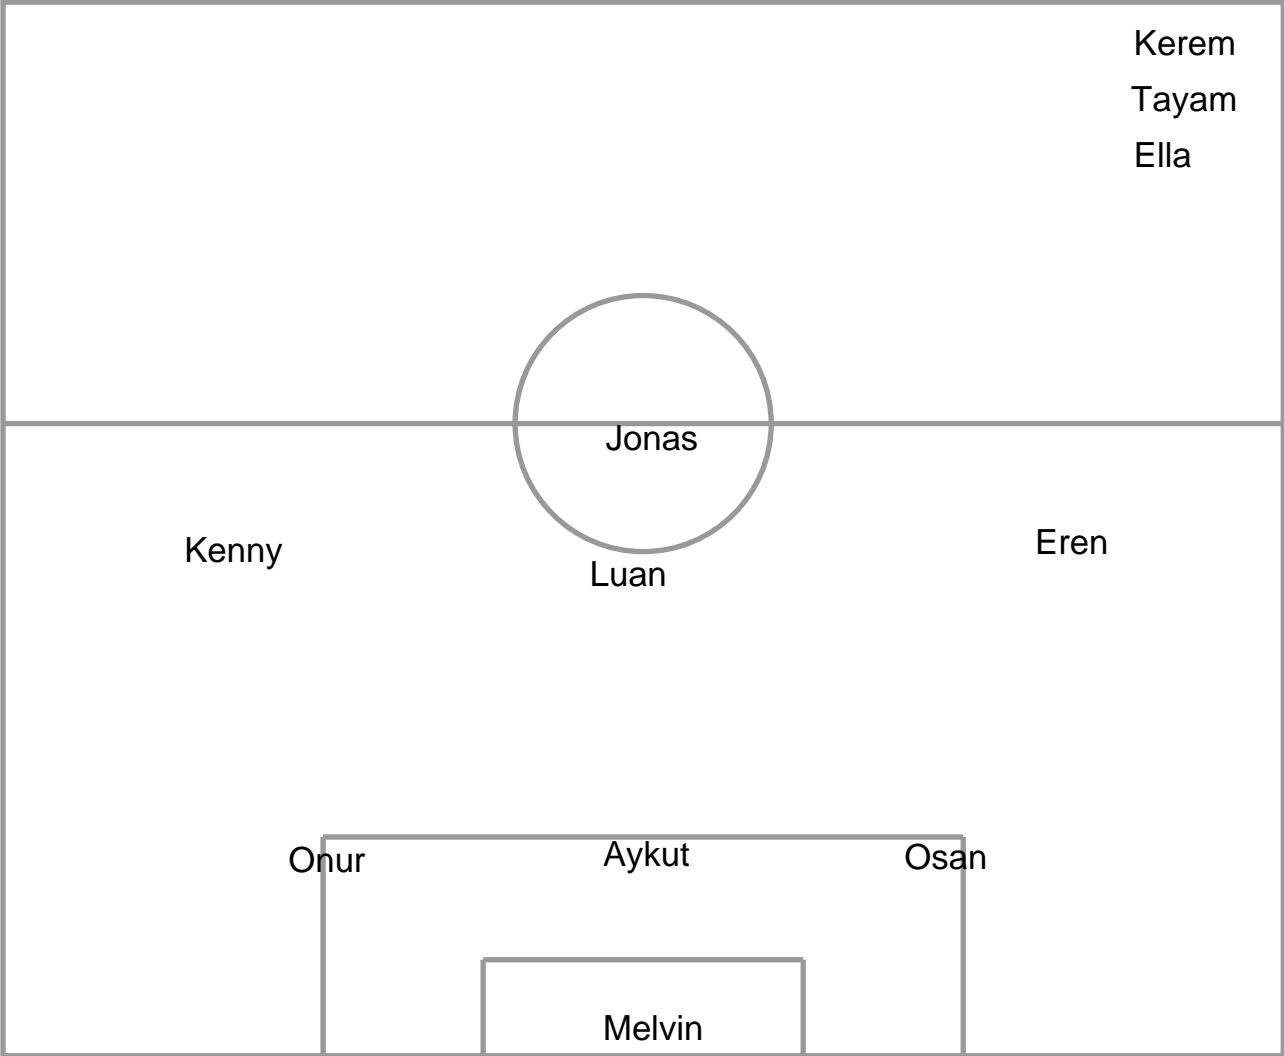 Kerem
Tayam
Ella
Jonas
Kenny
Eren
Luan
Onur
Aykut
Osan
Melvin